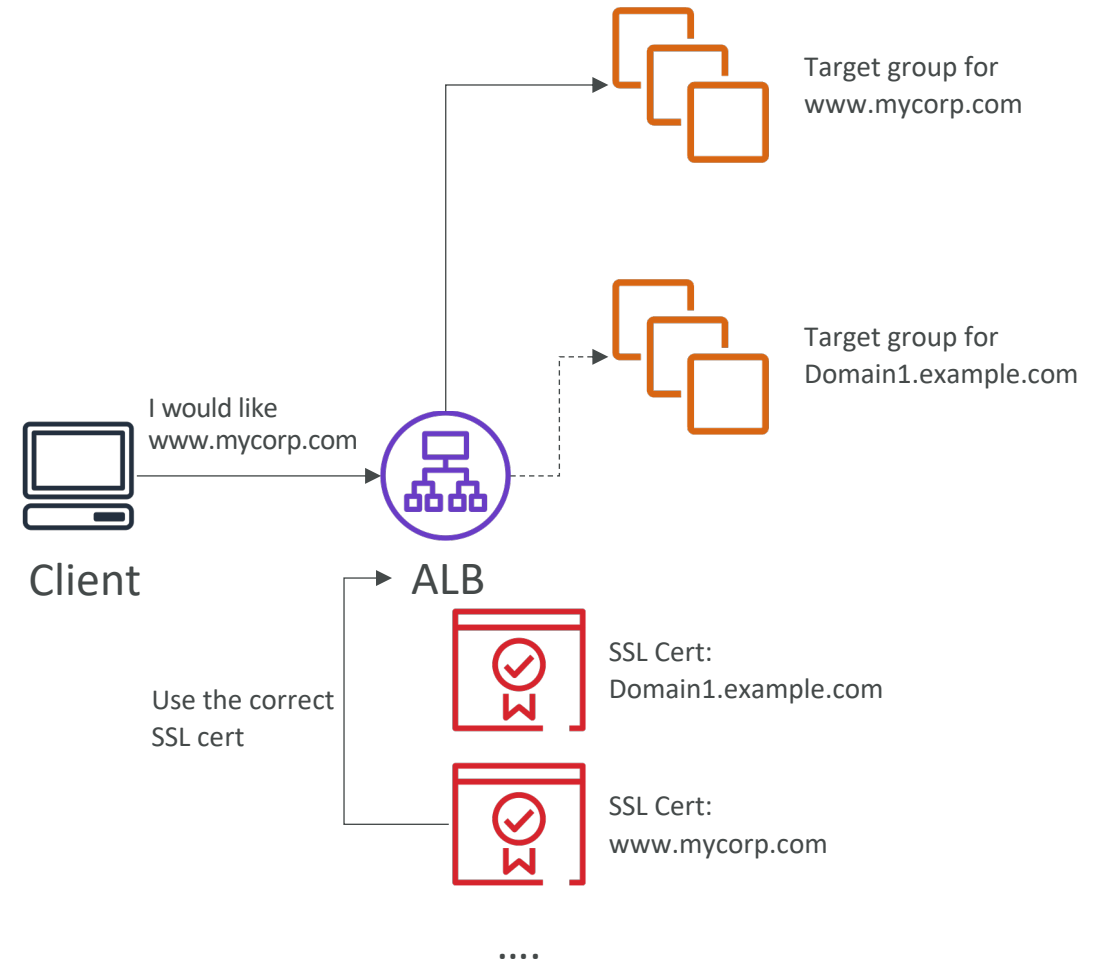 Target group for
www.mycorp.com
Target group for
Domain1.example.com
I would like
www.mycorp.com
Client
ALB
SSL Cert:
Domain1.example.com
Use the correct
SSL cert
SSL Cert:
www.mycorp.com
....